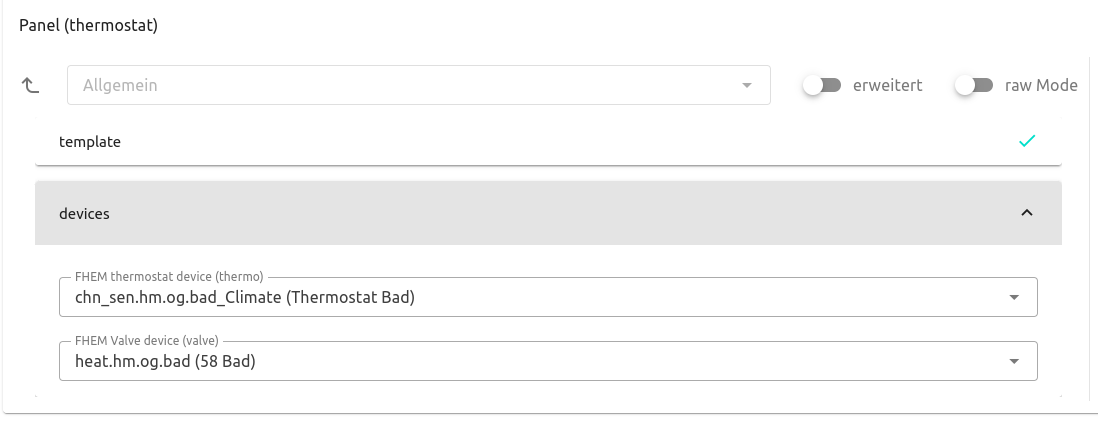 Panel (thermostat)
Allgemein erweitert raw Mode
template
devices
FHEM thermostat device (thermo)
chn_sen.hm.og.bad_Climate (Thermostat Bad)
FHEM Valve device (valve)
heat.hm.og.bad (58 Bad)